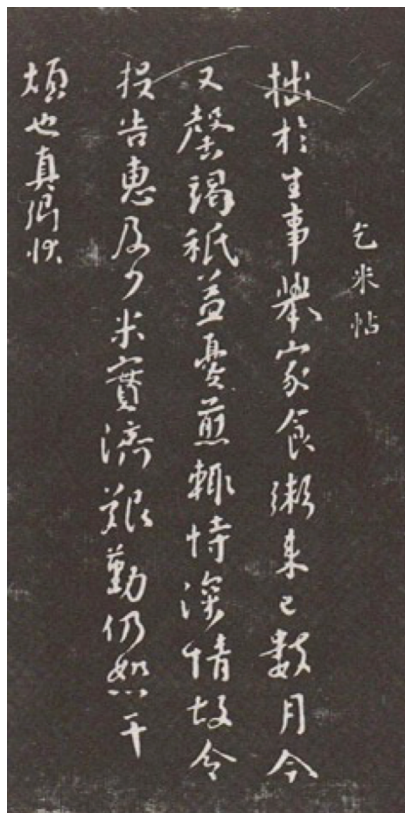 乞米帖
拙於生事舉家食粥來已數月今
又罄竭秖益憂煎輒恃深情故令
投告惠及少米實濟艱勤仍恕干
煩也真卿狀